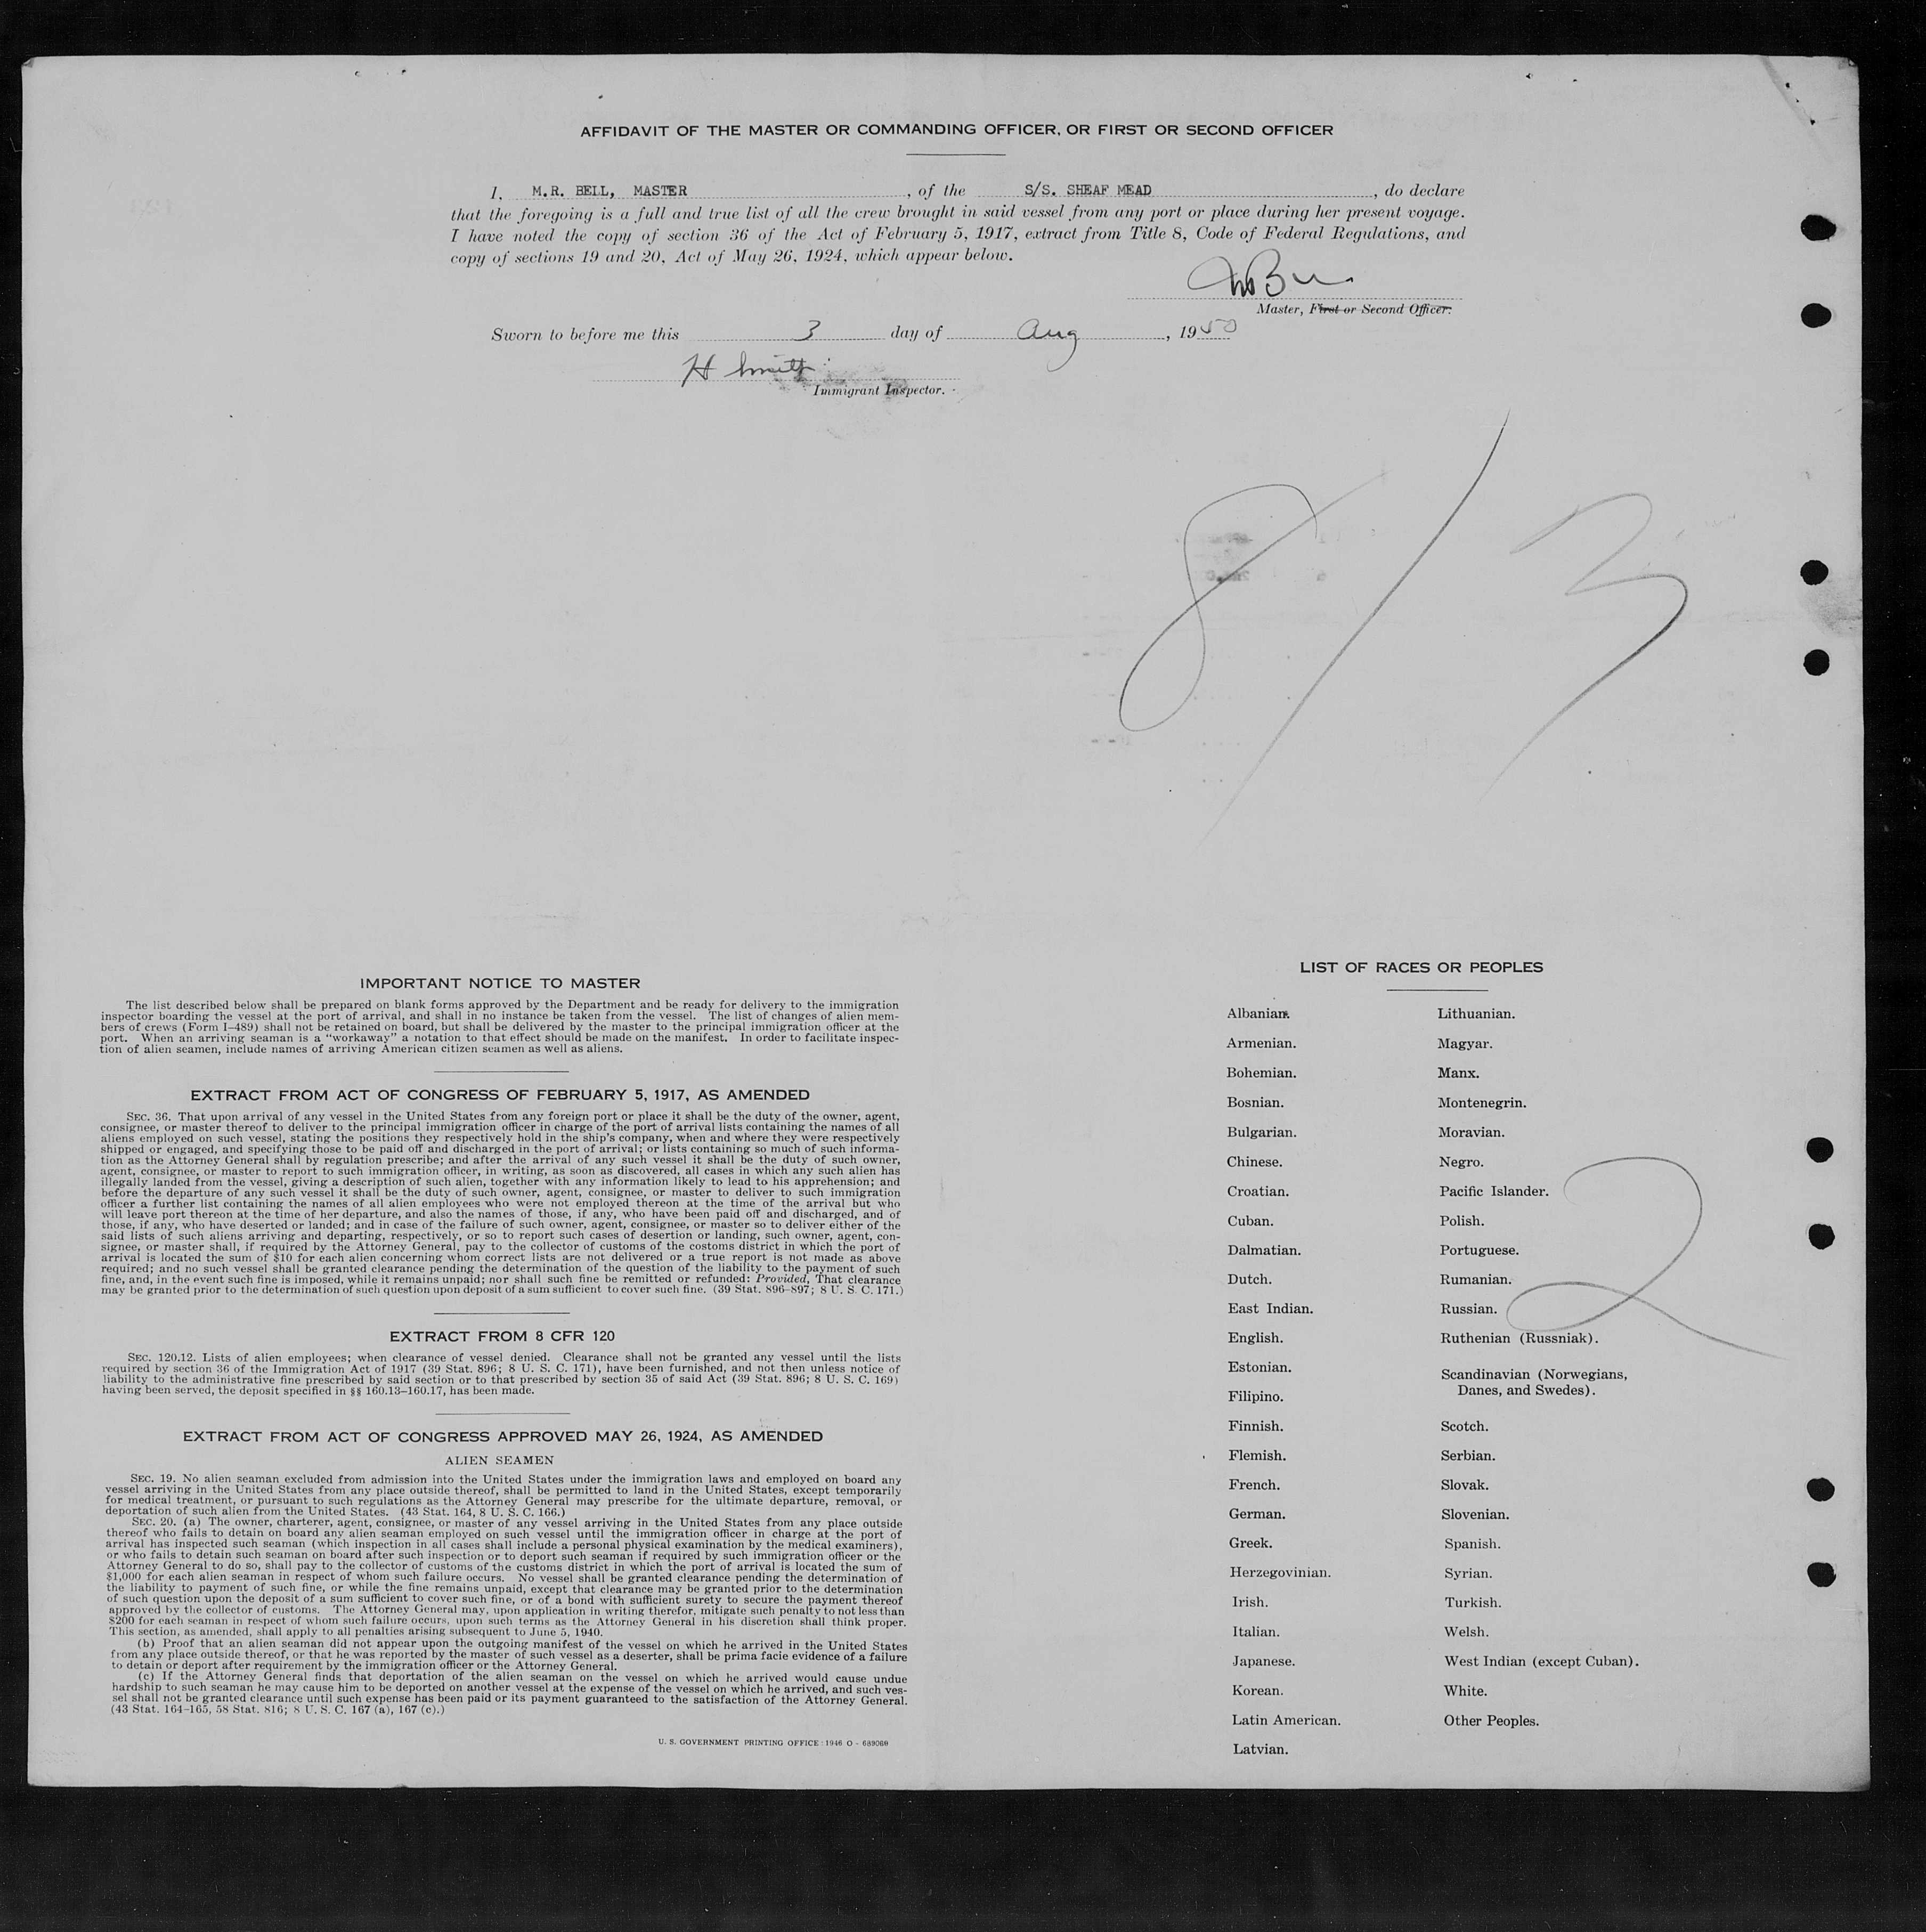 AFFIDAVIT OF THE MASTER OR COMMANDING OFFICER, OR FIRST OR SECOND OFFICER
I, M.R. BELL, MASTER, of the S/S. SHEAF MEAD, do declare
that the foregoing is a full and true list of all the crew brought in said vessel from any port or place during her present voyage.
I have noted the copy of section 36 of the Act of February 5, 1917, extract from Title 8, Code of Federal Regulations, and
copy of sections 19 and 20, Act of May 26, 1924, which appear below.
Master, First or Second Officer.
Sworn to before me this 3 day of Aug, 1950
H Smith
Immigrant Inspector.
8/3
IMPORTANT NOTICE TO MASTER
The list described below shall be prepared on blank forms approved by the Department and be ready for delivery to the immigration
inspector boarding the vessel at the port of arrival, and shall in no instance be taken from the vessel. The list of changes of alien mem-
bers of crews (Form I-489) shall not be retained on board, but shall be delivered by the master to the principal immigration officer at the
port. When an arriving seaman is a "workaway" a notation to that effect should be made on the manifest. In order to facilitate inspec-
tion of alien seamen, include names of arriving American citizen seamen as well as aliens.
EXTRACT FROM ACT OF CONGRESS OF FEBRUARY 5, 1917, AS AMENDED
SEC. 36. That upon arrival of any vessel in the United States from any foreign port or place it shall be the duty of the owner, agent,
consignee, or master thereof to deliver to the principal immigration officer in charge of the port of arrival lists containing the names of all
aliens employed on such vessel, stating the positions they respectively hold in the ship's company, when and where they were respectively
shipped or engaged, and specifying those to be paid off and discharged in the port of arrival; or lists containing so much of such informa-
tion as the Attorney General shall by regulation prescribe; and after the arrival of any such vessel it shall be the duty of such owner,
agent, consignee, or master to report to such immigration officer, in writing, as soon as discovered, all cases in which any such alien has
illegally landed from the vessel, giving a description of such alien, together with any information likely to lead to his apprehension; and
before the departure of any such vessel it shall be the duty of such owner, agent, consignee, or master to deliver to such immigration
officer a further list containing the names of all alien employees who were not employed thereon at the time of the arrival but who
will leave port thereon at the time of her departure, and also the names of those, if any, who have been paid off and discharged, and of
those, if any, who have deserted or landed; and in case of the failure of such owner, agent, consignee, or master so to deliver either of the
said lists of such aliens arriving and departing, respectively, or so to report such cases of desertion or landing, such owner, agent, con-
signee, or master shall, if required by the Attorney General, pay to the collector of customs of the costoms district in which the port of
arrival is located the sum of $10 for each alien concerning whom correct lists are not delivered or a true report is not made as above
required; and no such vessel shall be granted clearance pending the determination of the question of the liability to the payment of such
fine, and, in the event such fine is imposed, while it remains unpaid; nor shall such fine be remitted or refunded: Provided, That clearance
may be granted prior to the determination of such question upon deposit of a sum sufficient to cover such fine. (39 Stat. 896-897; 8 U. S. C. 171.)
EXTRACT FROM 8 CFR 120
SEC. 120.12. Lists of alien employees; when clearance of vessel denied. Clearance shall not be granted any vessel until the lists
required by section 36 of the Immigration Act of 1917 (39 Stat. 896; 8 U. S. C. 171), have been furnished, and not then unless notice of
liability to the administrative fine prescribed by said section or to that prescribed by section 35 of said Act (39 Stat. 896; 8 U. S. C. 169)
having been served, the deposit specified in §§ 160.13-160.17, has been made.
EXTRACT FROM ACT OF CONGRESS APPROVED MAY 26, 1924, AS AMENDED
ALIEN SEAMEN
SEC. 19. No alien seaman excluded from admission into the United States under the immigration laws and employed on board any
vessel arriving in the United States from any place outside thereof, shall be permitted to land in the United States, except temporarily
for medical treatment, or pursuant to such regulations as the Attorney General may prescribe for the ultimate departure, removal, or
deportation of such alien from the United States. (43 Stat. 164, 8 U. S. C. 166.)
SEC. 20. (a) The owner, charterer, agent, consignee, or master of any vessel arriving in the United States from any place outside
thereof who fails to detain on board any alien seaman employed on such vessel until the immigration officer in charge at the port of
arrival has inspected such seaman (which inspection in all cases shall include a personal physical examination by the medical examiners),
or who fails to detain such seaman on board after such inspection or to deport such seaman if required by such immigration officer or the
Attorney General to do so, shall pay to the collector of customs of the customs district in which the port of arrival is located the sum of
$1,000 for each alien seaman in respect of whom such failure occurs. No vessel shall be granted clearance pending the determination of
the liability to payment of such fine, or while the fine remains unpaid, except that clearance may be granted prior to the determination
of such question upon the deposit of a sum sufficient to cover such fine, or of a bond with sufficient surety to secure the payment thereof
approved by the collector of customs. The Attorney General may, upon application in writing therefor, mitigate such penalty to not less than
$200 for each seaman in respect of whom such failure occurs, upon such terms as the Attorney General in his discretion shall think proper.
This section, as amended, shall apply to all penalties arising subsequent to June 5, 1940.
(b) Proof that an alien seaman did not appear upon the outgoing manifest of the vessel on which he arrived in the United States
from any place outside thereof, or that he was reported by the master of such vessel as a deserter, shall be prima facie evidence of a failure
to detain or deport after requirement by the immigration officer or the Attorney General.
(c) If the Attorney General finds that deportation of the alien seaman on the vessel on which he arrived would cause undue
hardship to such seaman he may cause him to be deported on another vessel at the expense of the vessel on which he arrived, and such ves-
sel shall not be granted clearance until such expense has been paid or its payment guaranteed to the satisfaction of the Attorney General.
(43 Stat. 164-165, 58 Stat. 816; 8 U. S. C. 167 (a), 167 (c).)
U. S. GOVERNMENT PRINTING OFFICE : 1946 O - 689068
LIST OF RACES OR PEOPLES
Albanian.
Armenian.
Bohemian.
Bosnian.
Bulgarian.
Chinese.
Croatian.
Cuban.
Dalmatian.
Dutch.
East Indian.
English.
Estonian.
Filipino.
Finnish.
Flemish.
French.
German.
Greek.
Herzegovinian.
Irish.
Italian.
Japanese.
Korean.
Latin American.
Latvian.
Lithuanian.
Magyar.
Manx.
Montenegrin.
Moravian.
Negro.
Pacific Islander.
Polish.
Portuguese.
Rumanian.
Russian.
Ruthenian (Russniak).
Scandinavian (Norwegians,
Danes, and Swedes).
Scotch.
Serbian.
Slovak.
Slovenian.
Spanish.
Syrian.
Turkish.
Welsh.
West Indian (except Cuban).
White.
Other Peoples.
2